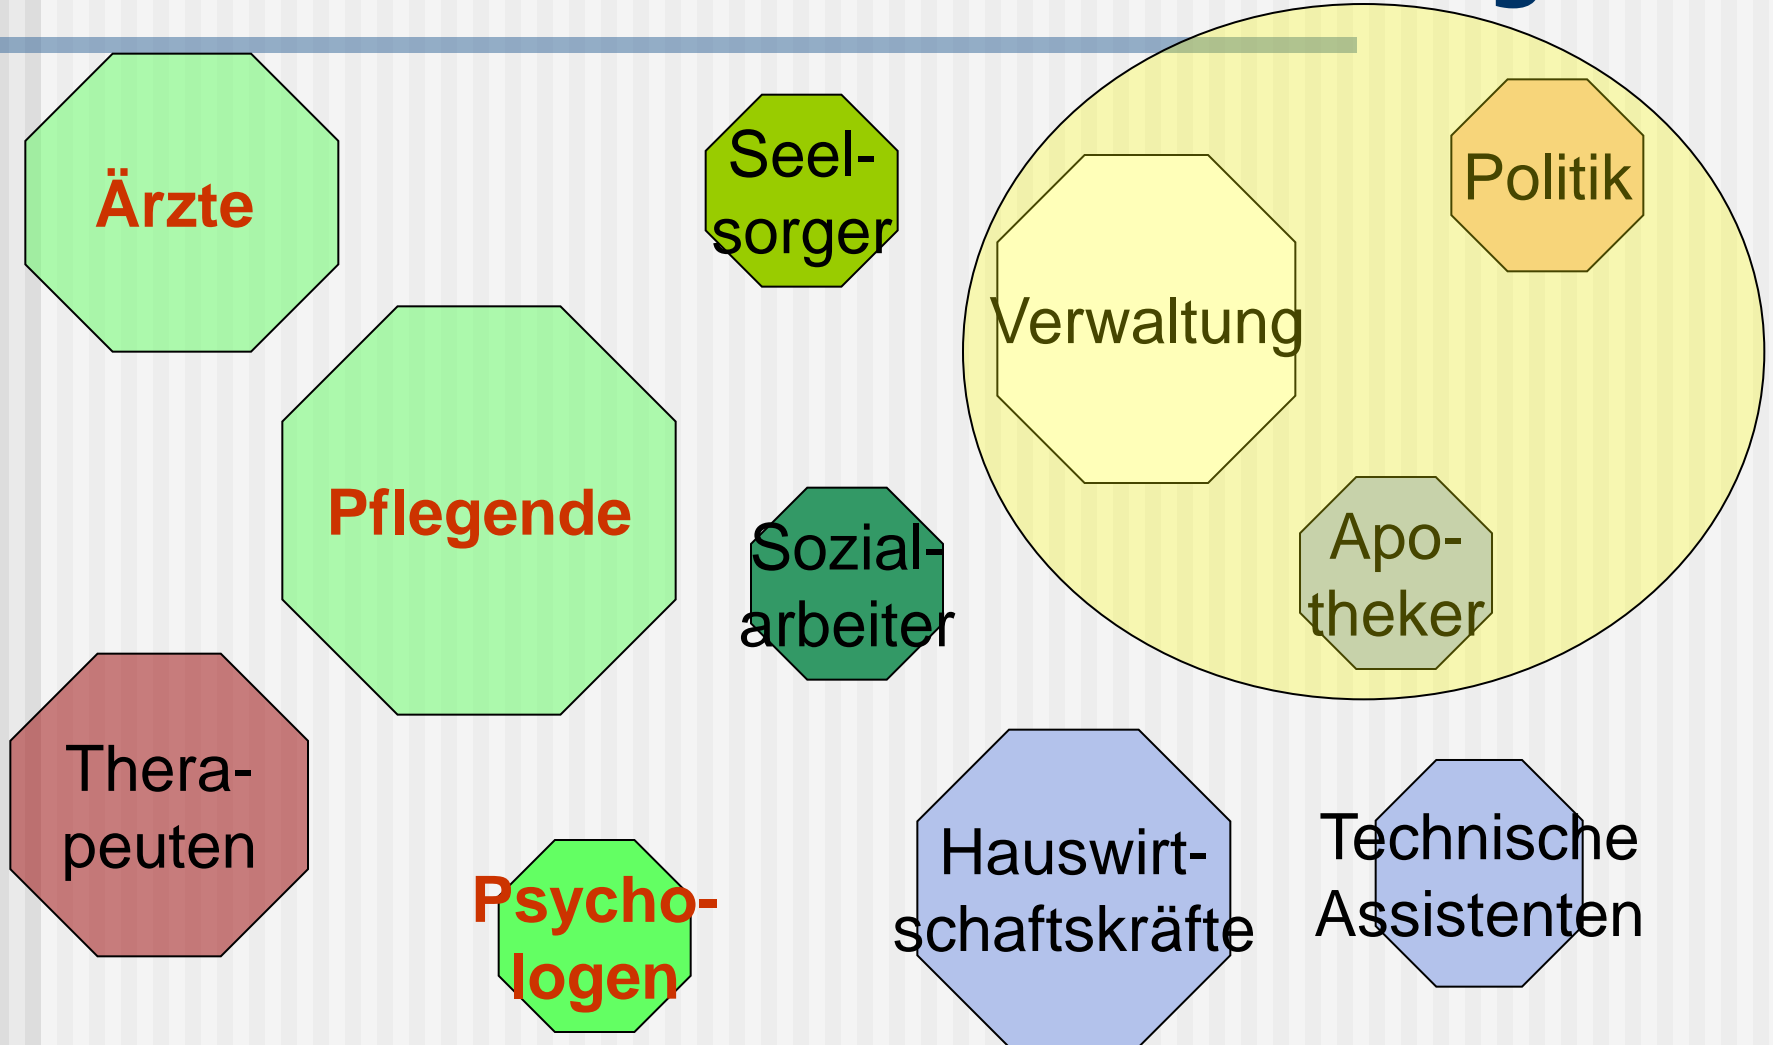 Ärzte
Seel-
sorger
Politik
Verwaltung
Pflegende
Sozial-
arbeiter
Apo-
theker
Thera-
peuten
Psycho-
logen
Hauswirt-
schaftskräfte
Technische
Assistenten